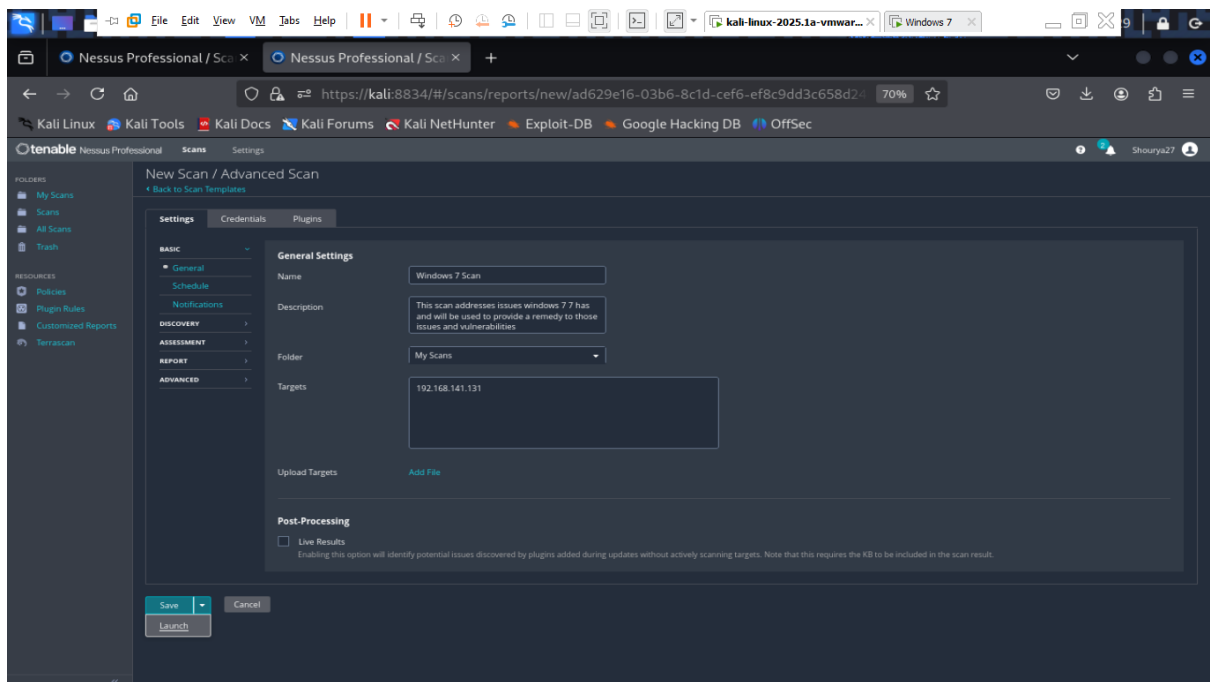 File Edit View VM Tabs Help kali-linux-2025.1a-vmwar... Windows 7
Nessus Professional / Sca Nessus Professional / Sca
https://kali:8834/#/scans/reports/new/ad629e16-03b6-8c1d-cef6-ef8c9dd3c658d24 70%
Kali Linux Kali Tools Kali Docs Kali Forums Kali NetHunter Exploit-DB Google Hacking DB OffSec
tenable Nessus Professional Scans Settings 2 Shourya27
FOLDERS
My Scans
Scans
All Scans
Trash
RESOURCES
Policies
Plugin Rules
Customized Reports
Terrascan
New Scan / Advanced Scan
Back to Scan Templates
Settings Credentials Plugins
BASIC
General
Schedule
Notifications
DISCOVERY
ASSESSMENT
REPORT
ADVANCED
General Settings
Name Windows 7 Scan
Description This scan addresses issues windows 7 7 has
and will be used to provide a remedy to those
issues and vulnerabilities
Folder My Scans
Targets 192.168.141.131
Upload Targets Add File
Post-Processing
Live Results
Enabling this option will identify potential issues discovered by plugins added during updates without actively scanning targets. Note that this requires the KB to be included in the scan result.
Save Cancel
Launch